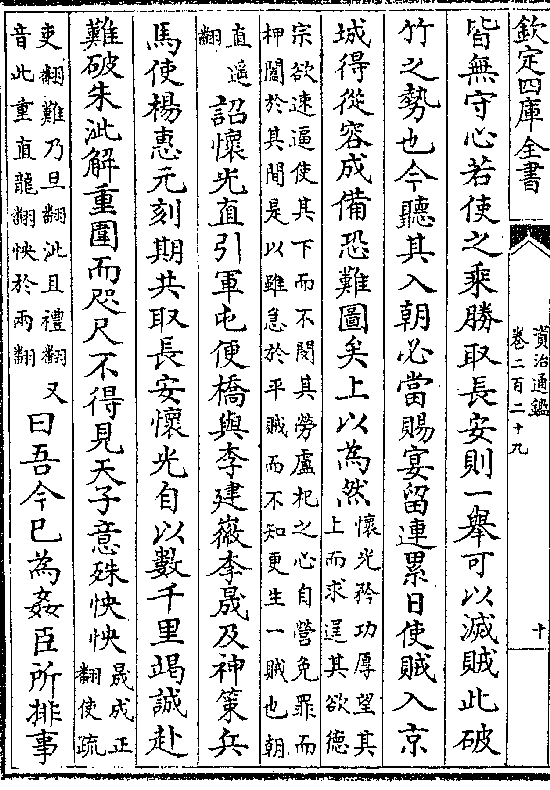 欽定四庫全書
資治通鑑
卷二百二十九
十
皆無守心若使之乘勝取長安則一舉可以滅賊此破
竹之勢也今聽其入朝必當賜宴留連累日使賊入京
城得從容成備恐難圖矣上以為然
懷光矜功厚望其
上而求逞其欲德
宗欲速逼使其下而不閔其勞盧杞之心自營免罪而
押闔於其間是以雖急於平賊而不知更生一賊也朝
直遥
翻
詔懷光直引軍屯便橋與李建徽李晟及神策兵
馬使楊惠元刻期共取長安懷光自以數千里竭誠赴
難破朱泚解重圍而咫尺不得見天子意殊怏怏
晟成正
翻使疏
吏翻難乃旦翻泚且禮翻
音此重直龍翻怏於兩翻
又
曰吾今已為姦臣所排事